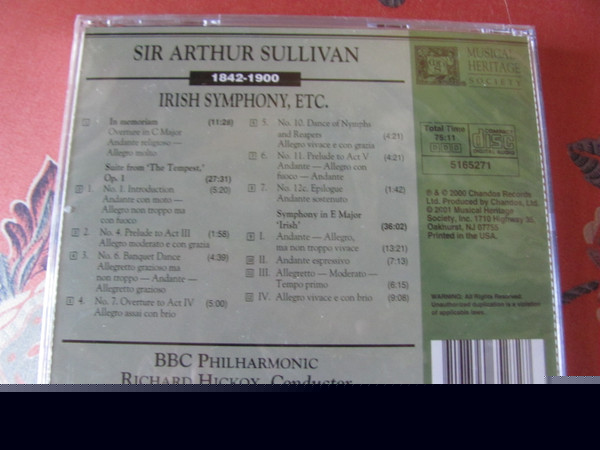 SIR ARTHUR SULLIVAN
1842-1900
IRISH SYMPHONY, ETC.
In memoriam (11:28)
Overture in C Major
Andante religioso —
Allegro molto
Suite from 'The Tempest,'
Op. 1 (27:31)
1. No. 1. Introduction (5:20)
Andante con moto —
Allegro non troppo ma
con fuoco
2. No. 4. Prelude to Act III (1:58)
Allegro moderato e con grazia
3. No. 6. Banquet Dance (4:39)
Allegretto grazioso ma
non troppo — Andante —
Allegretto grazioso
4. No. 7. Overture to Act IV (5:00)
Allegro assai con brio
5. No. 10. Dance of Nymphs
and Reapers (4:21)
Allegro vivace e con grazia
6. No. 11. Prelude to Act V (4:21)
Andante — Allegro con
fuoco — Andante
7. No. 12c. Epilogue (1:42)
Andante sostenuto
Symphony in E Major
'Irish' (36:02)
I. Andante — Allegro,
ma non troppo vivace (13:21)
II. Andante espressivo (7:13)
III. Allegretto — Moderato —
Tempo primo (6:15)
IV. Allegro vivace e con brio (9:08)
BBC PHILHARMONIC
RICHARD HICKOX, Conductor
MUSICAL
HERITAGE
SOCIETY
Total Time
75:11
STEREO
COMPACT
disc
DIGITAL AUDIO
5165271
℗ & © 2000 Chandos Records
Ltd. Produced by Chandos, Ltd.
© 2001 Musical Heritage
Society, Inc. 1710 Highway 35,
Oakhurst, NJ 07755
Printed in the USA.
WARNING: All Rights Reserved.
Unauthorized duplication is a violation
of applicable laws.